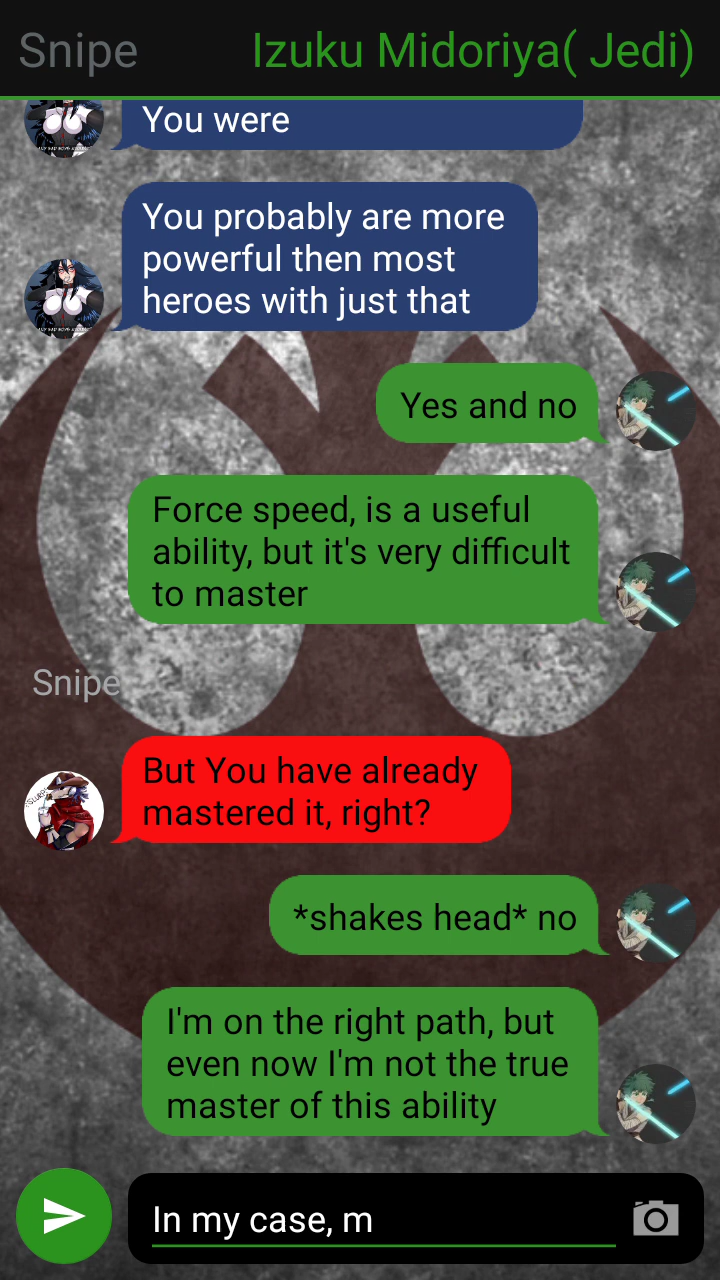 Snipe
Izuku Midoriya( Jedi)
You were
You probably are more
powerful then most
heroes with just that
Yes and no
Force speed, is a useful
ability, but it's very difficult
to master
Snipe
But You have already
mastered it, right?
*shakes head* no
I'm on the right path, but
even now I'm not the true
master of this ability
In my case, m